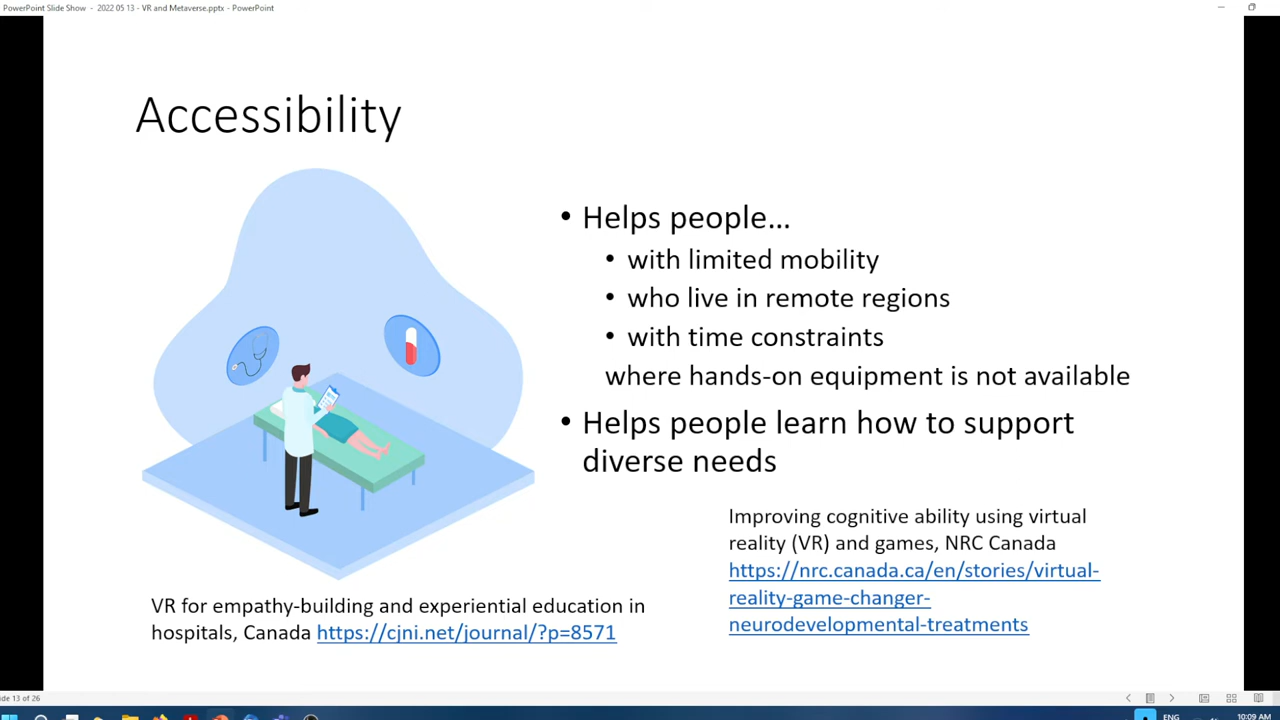 PowerPoint Slide Show - 2022 05 13 - VR and Metaverse.pptx - PowerPoint
Accessibility
• Helps people...
• with limited mobility
• who live in remote regions
• with time constraints
where hands-on equipment is not available
• Helps people learn how to support
diverse needs
Improving cognitive ability using virtual
reality (VR) and games, NRC Canada
https://nrc.canada.ca/en/stories/virtual-
reality-game-changer-
neurodevelopmental-treatments
VR for empathy-building and experiential education in
hospitals, Canada https://cjni.net/journal/?p=8571
lide 13 of 26
ENG
10:09 AM